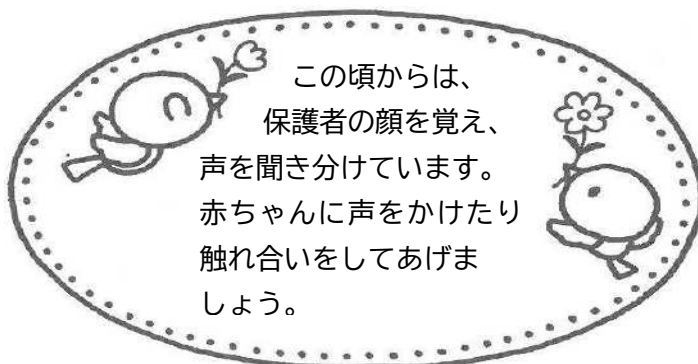 この頃からは、
保護者の顔を覚え、
声を聞き分けています。
赤ちゃんに声をかけたり
触れ合いをしてあげま
しょう。